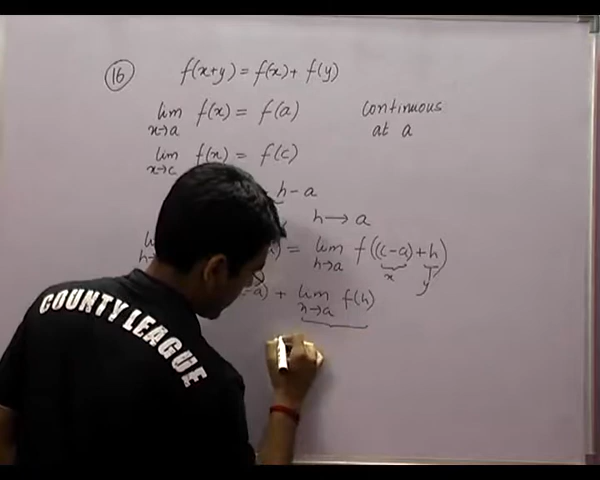 16 f(x+y) = f(x) + f(y)
lim x→a f(x) = f(a) continuous at a
lim x→c f(x) = f(c)
h - a
h → a
= lim h→a f((c-a) + h)
x y
-a) + lim x→a f(h)
COUNTY LEAGUE